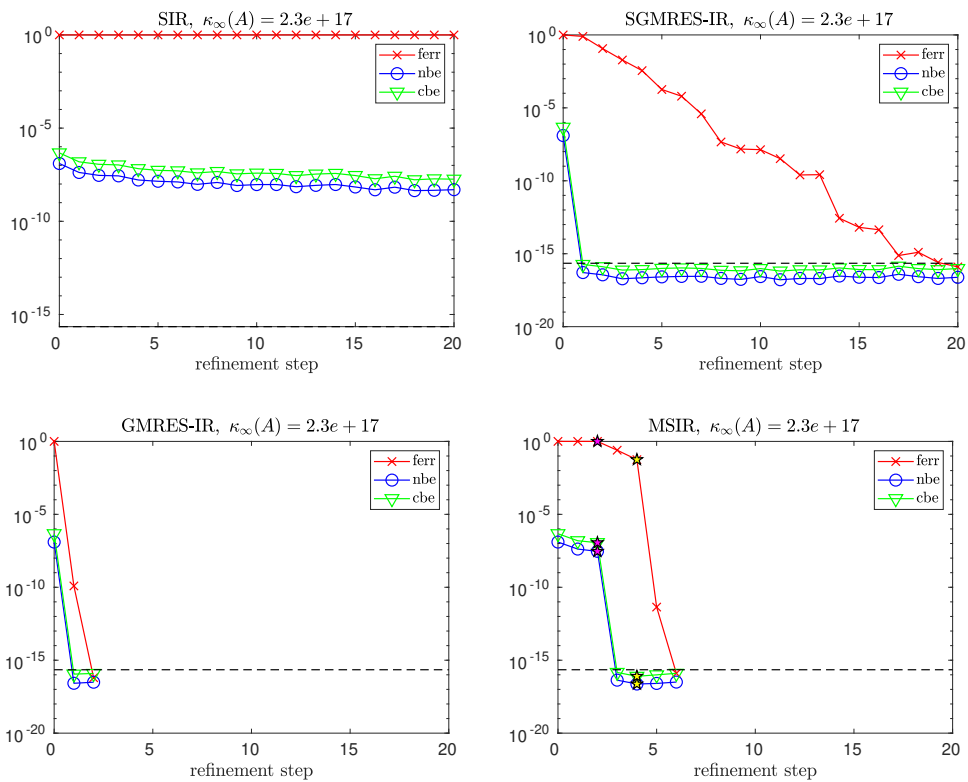 SIR, κ∞(A) = 2.3e + 17
10^0
10^-5
10^-10
10^-15
ferr
nbe
cbe
0 5 10 15 20
refinement step
SGMRES-IR, κ∞(A) = 2.3e + 17
10^0
10^-5
10^-10
10^-15
10^-20
ferr
nbe
cbe
0 5 10 15 20
refinement step
GMRES-IR, κ∞(A) = 2.3e + 17
10^0
10^-5
10^-10
10^-15
10^-20
ferr
nbe
cbe
0 5 10 15 20
refinement step
MSIR, κ∞(A) = 2.3e + 17
10^0
10^-5
10^-10
10^-15
10^-20
ferr
nbe
cbe
0 5 10 15 20
refinement step